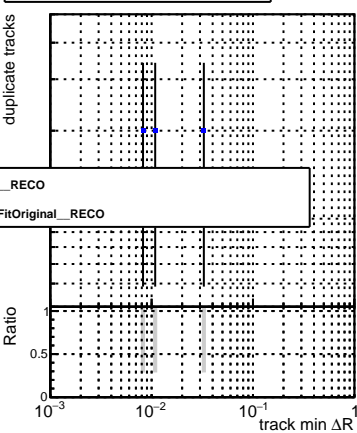 duplicate tracks
__RECO
FitOriginal__RECO
Ratio
1
0.5
0
10⁻³ 10⁻² 10⁻¹ 1
track min ΔR